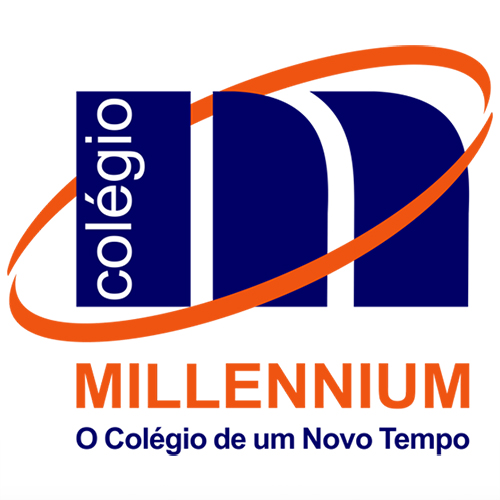 colégio
m
MILLENNIUM
O Colégio de um Novo Tempo